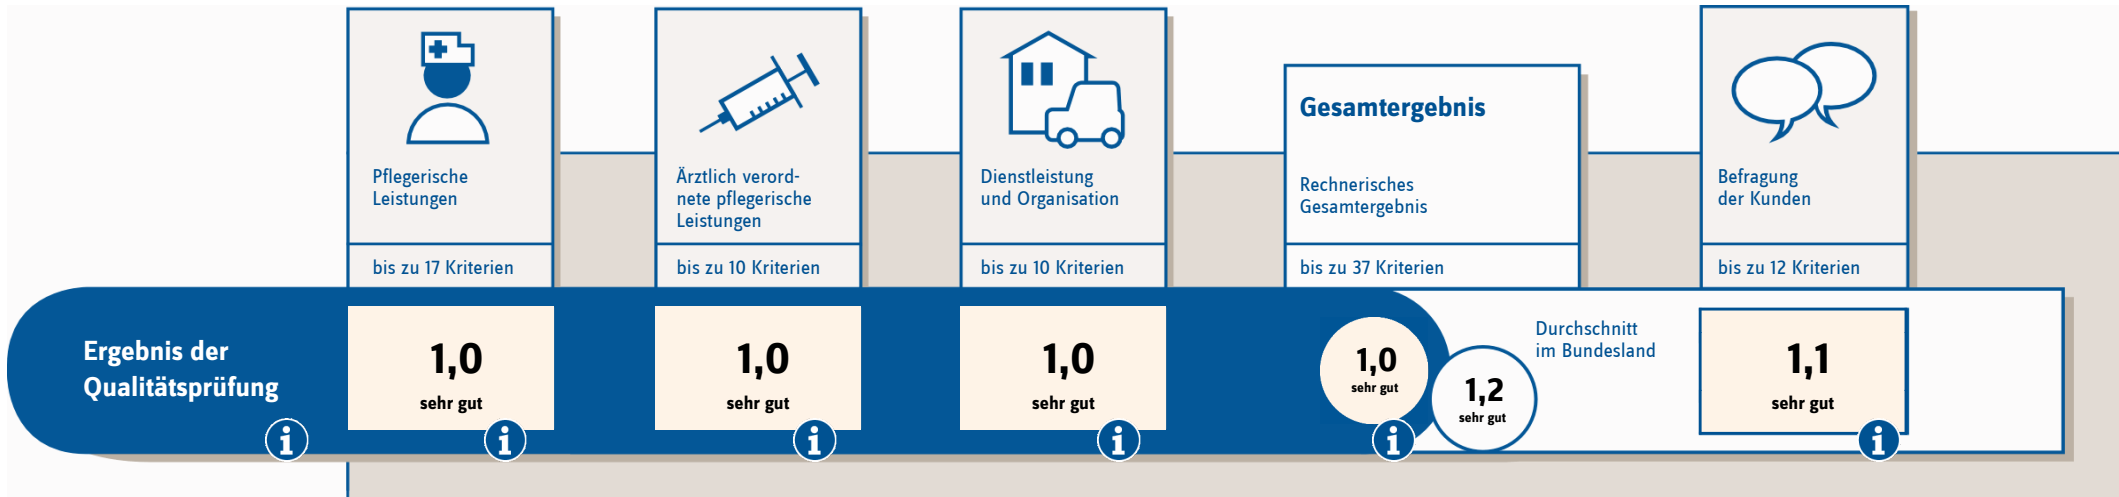 Pflegerische
Leistungen
bis zu 17 Kriterien
Ärztlich verord-
nete pflegerische
Leistungen
bis zu 10 Kriterien
Dienstleistung
und Organisation
bis zu 10 Kriterien
Gesamtergebnis
Rechnerisches
Gesamtergebnis
bis zu 37 Kriterien
Befragung
der Kunden
bis zu 12 Kriterien
Ergebnis der
Qualitätsprüfung
i
1,0
sehr gut
i
1,0
sehr gut
i
1,0
sehr gut
i
1,0
sehr gut
i
1,2
sehr gut
Durchschnitt
im Bundesland
1,1
sehr gut
i